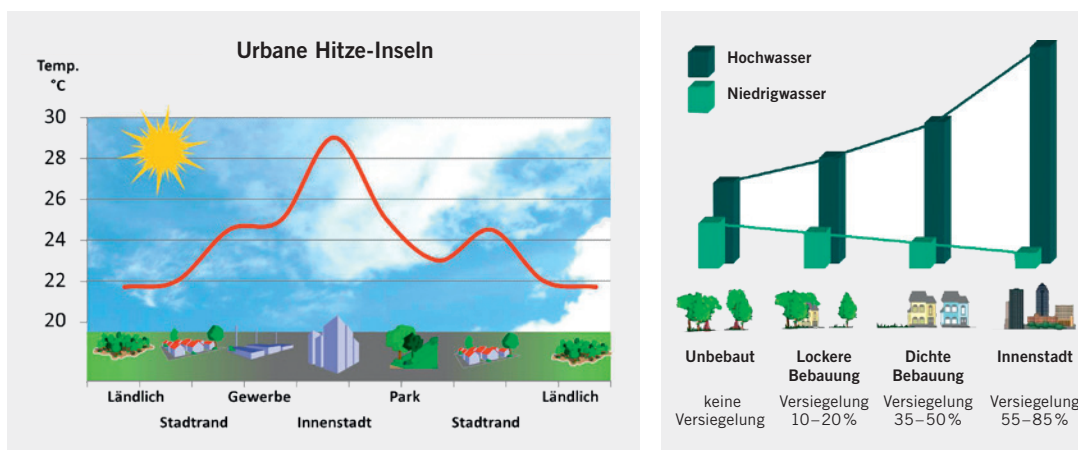 Urbane Hitze-Inseln
Temp.
°C
30
28
26
24
22
20
Ländlich
Gewerbe
Park
Ländlich
Stadtrand
Innenstadt
Stadtrand
Hochwasser
Niedrigwasser
Unbebaut
Lockere
Bebauung
Dichte
Bebauung
Innenstadt
keine
Versiegelung
Versiegelung
10–20 %
Versiegelung
35–50 %
Versiegelung
55–85 %